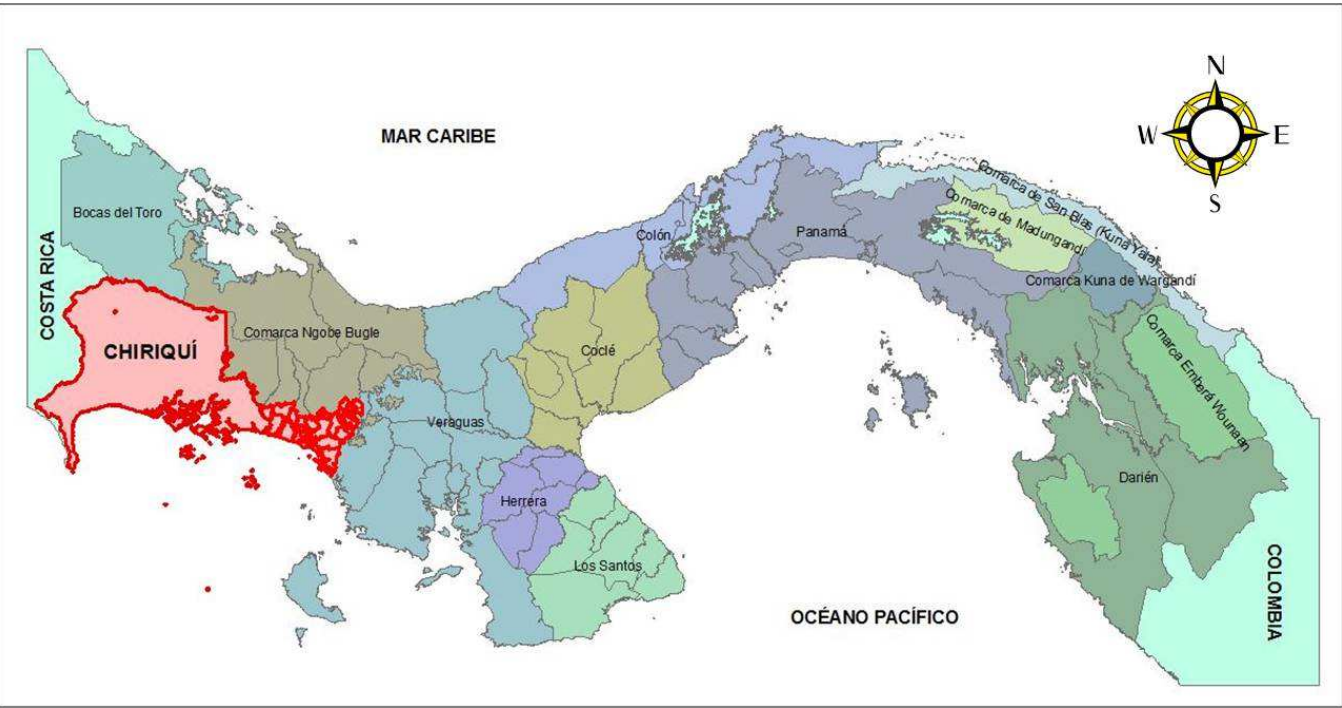 N
W
E
S
MAR CARIBE
Bocas del Toro
COSTA RICA
CHIRIQUÍ
Comarca Ngobe Bugle
Veraguas
Coclé
Colón
Panamá
Herrera
Los Santos
Comarca de San Blas (Kuna Yala)
Comarca de Madungandí
Comarca Kuna de Wargandí
Comarca Emberá Wounaan
Darién
OCÉANO PACÍFICO
COLOMBIA